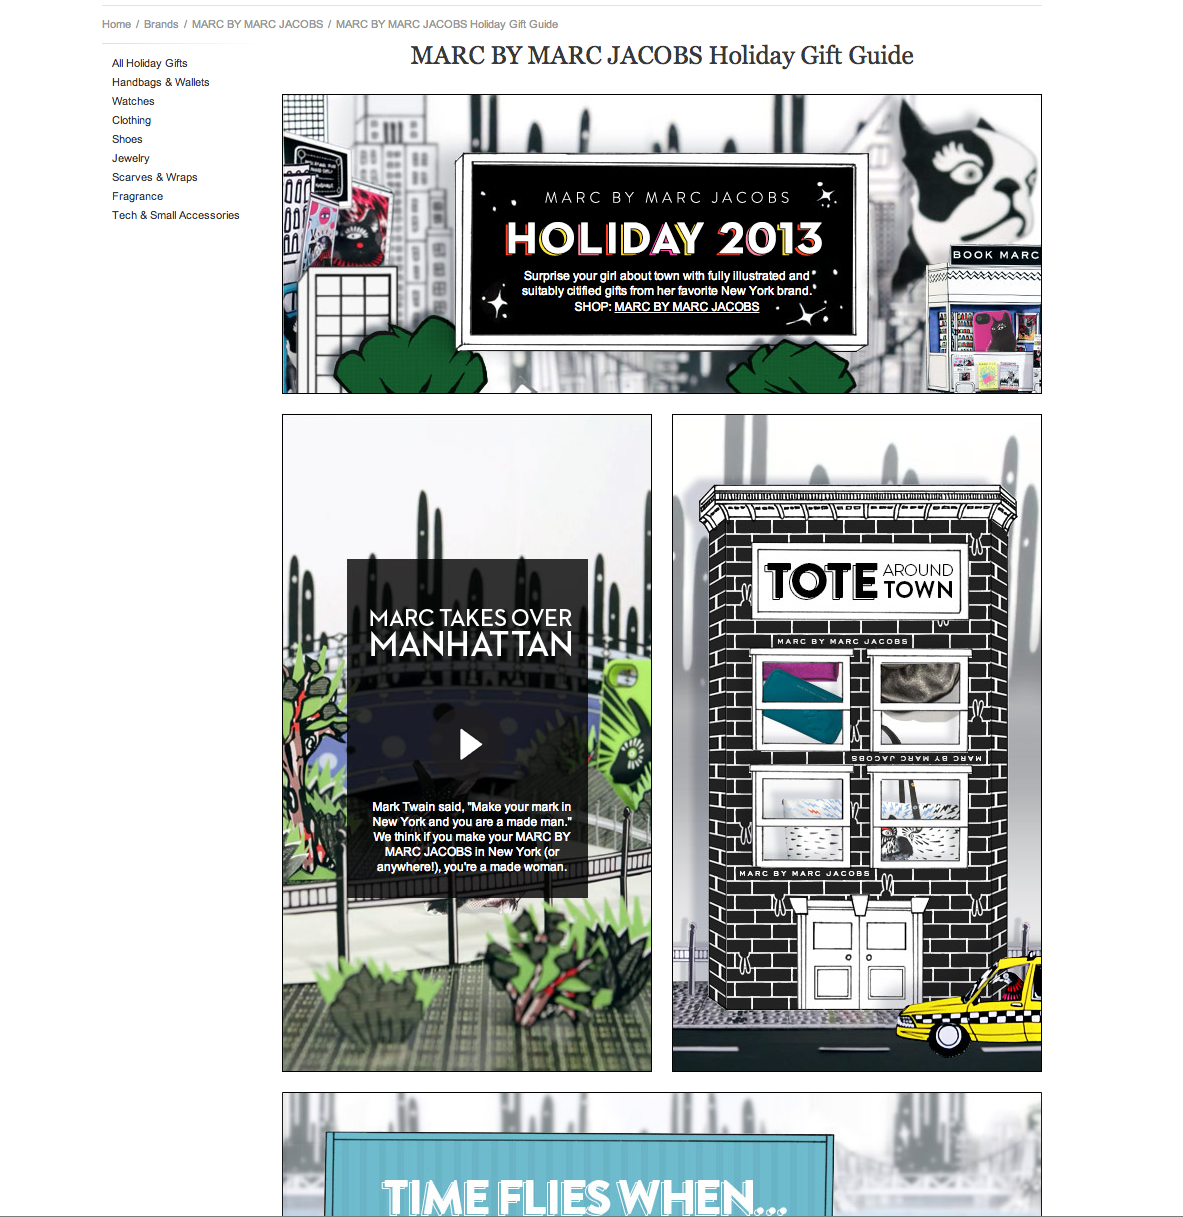 Home / Brands / MARC BY MARC JACOBS / MARC BY MARC JACOBS Holiday Gift Guide
All Holiday Gifts
Handbags & Wallets
Watches
Clothing
Shoes
Jewelry
Scarves & Wraps
Fragrance
Tech & Small Accessories
MARC BY MARC JACOBS Holiday Gift Guide
MARC BY MARC JACOBS
HOLIDAY 2013
Surprise your girl about town with fully illustrated and
suitably citified gifts from her favorite New York brand.
SHOP: MARC BY MARC JACOBS
BOOK MARC
MARC TAKES OVER
MANHATTAN
Mark Twain said, "Make your mark in
New York and you are a made man."
We think if you make your MARC BY
MARC JACOBS in New York (or
anywhere!), you're a made woman.
TOTE AROUND
TOWN
MARC BY MARC JACOBS
MARC BY MARC JACOBS
MARC BY MARC JACOBS
TIME FLIES WHEN...